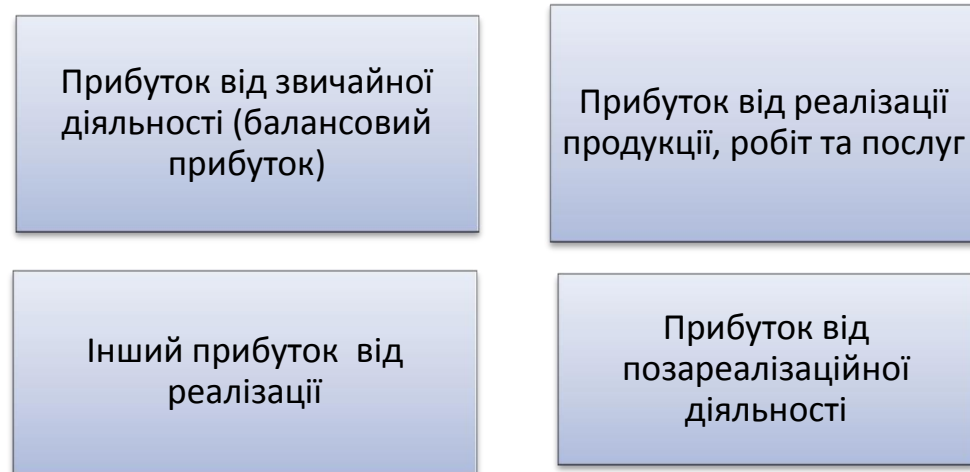 Прибуток від звичайної
діяльності (балансовий
прибуток)
Прибуток від реалізації
продукції, робіт та послуг
Інший прибуток від
реалізації
Прибуток від
позареалізаційної
діяльності